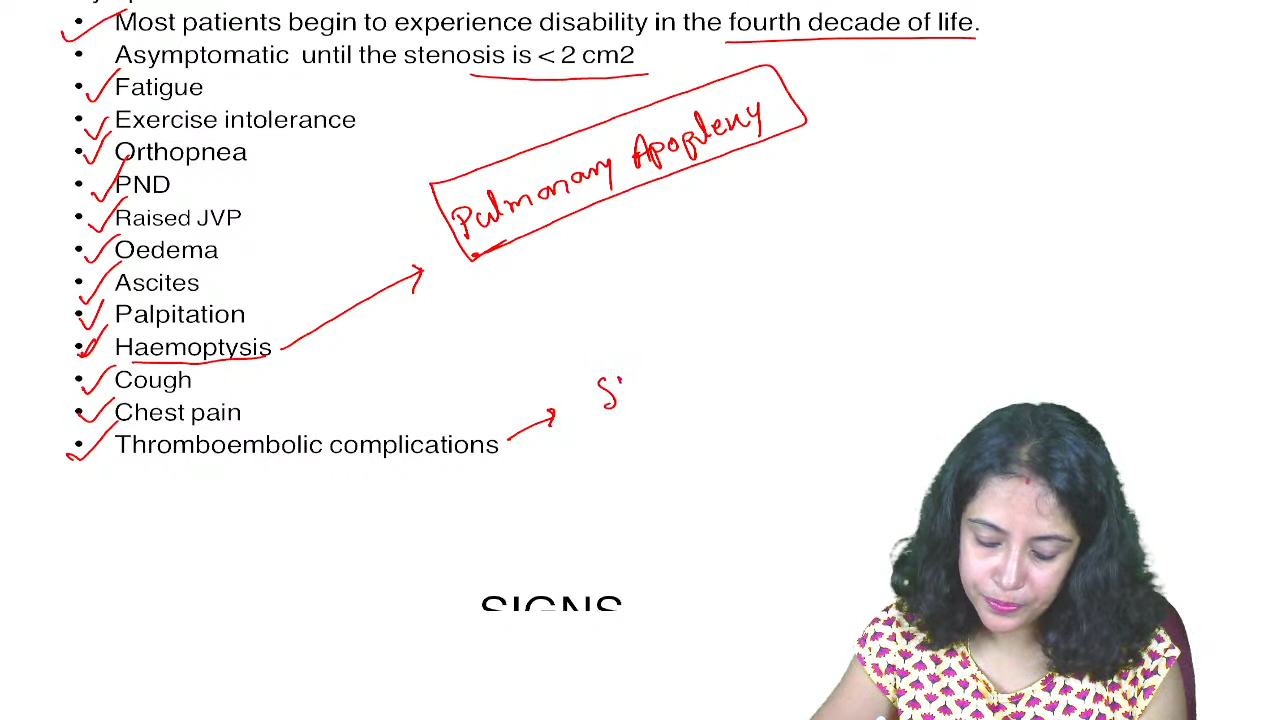 • Most patients begin to experience disability in the fourth decade of life.
• Asymptomatic until the stenosis is < 2 cm2
• Fatigue
• Exercise intolerance
• Orthopnea
• PND
• Raised JVP
• Oedema
• Ascites
• Palpitation
• Haemoptysis
Pulmonary Apoplexy
• Cough
• Chest pain
• Thromboembolic complications
S
SIGNS